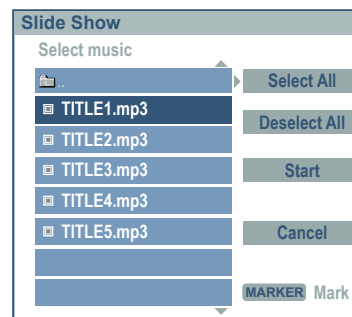 Slide Show
Select music
..
TITLE1.mp3
TITLE2.mp3
TITLE3.mp3
TITLE4.mp3
TITLE5.mp3
Select All
Deselect All
Start
Cancel
MARKER Mark